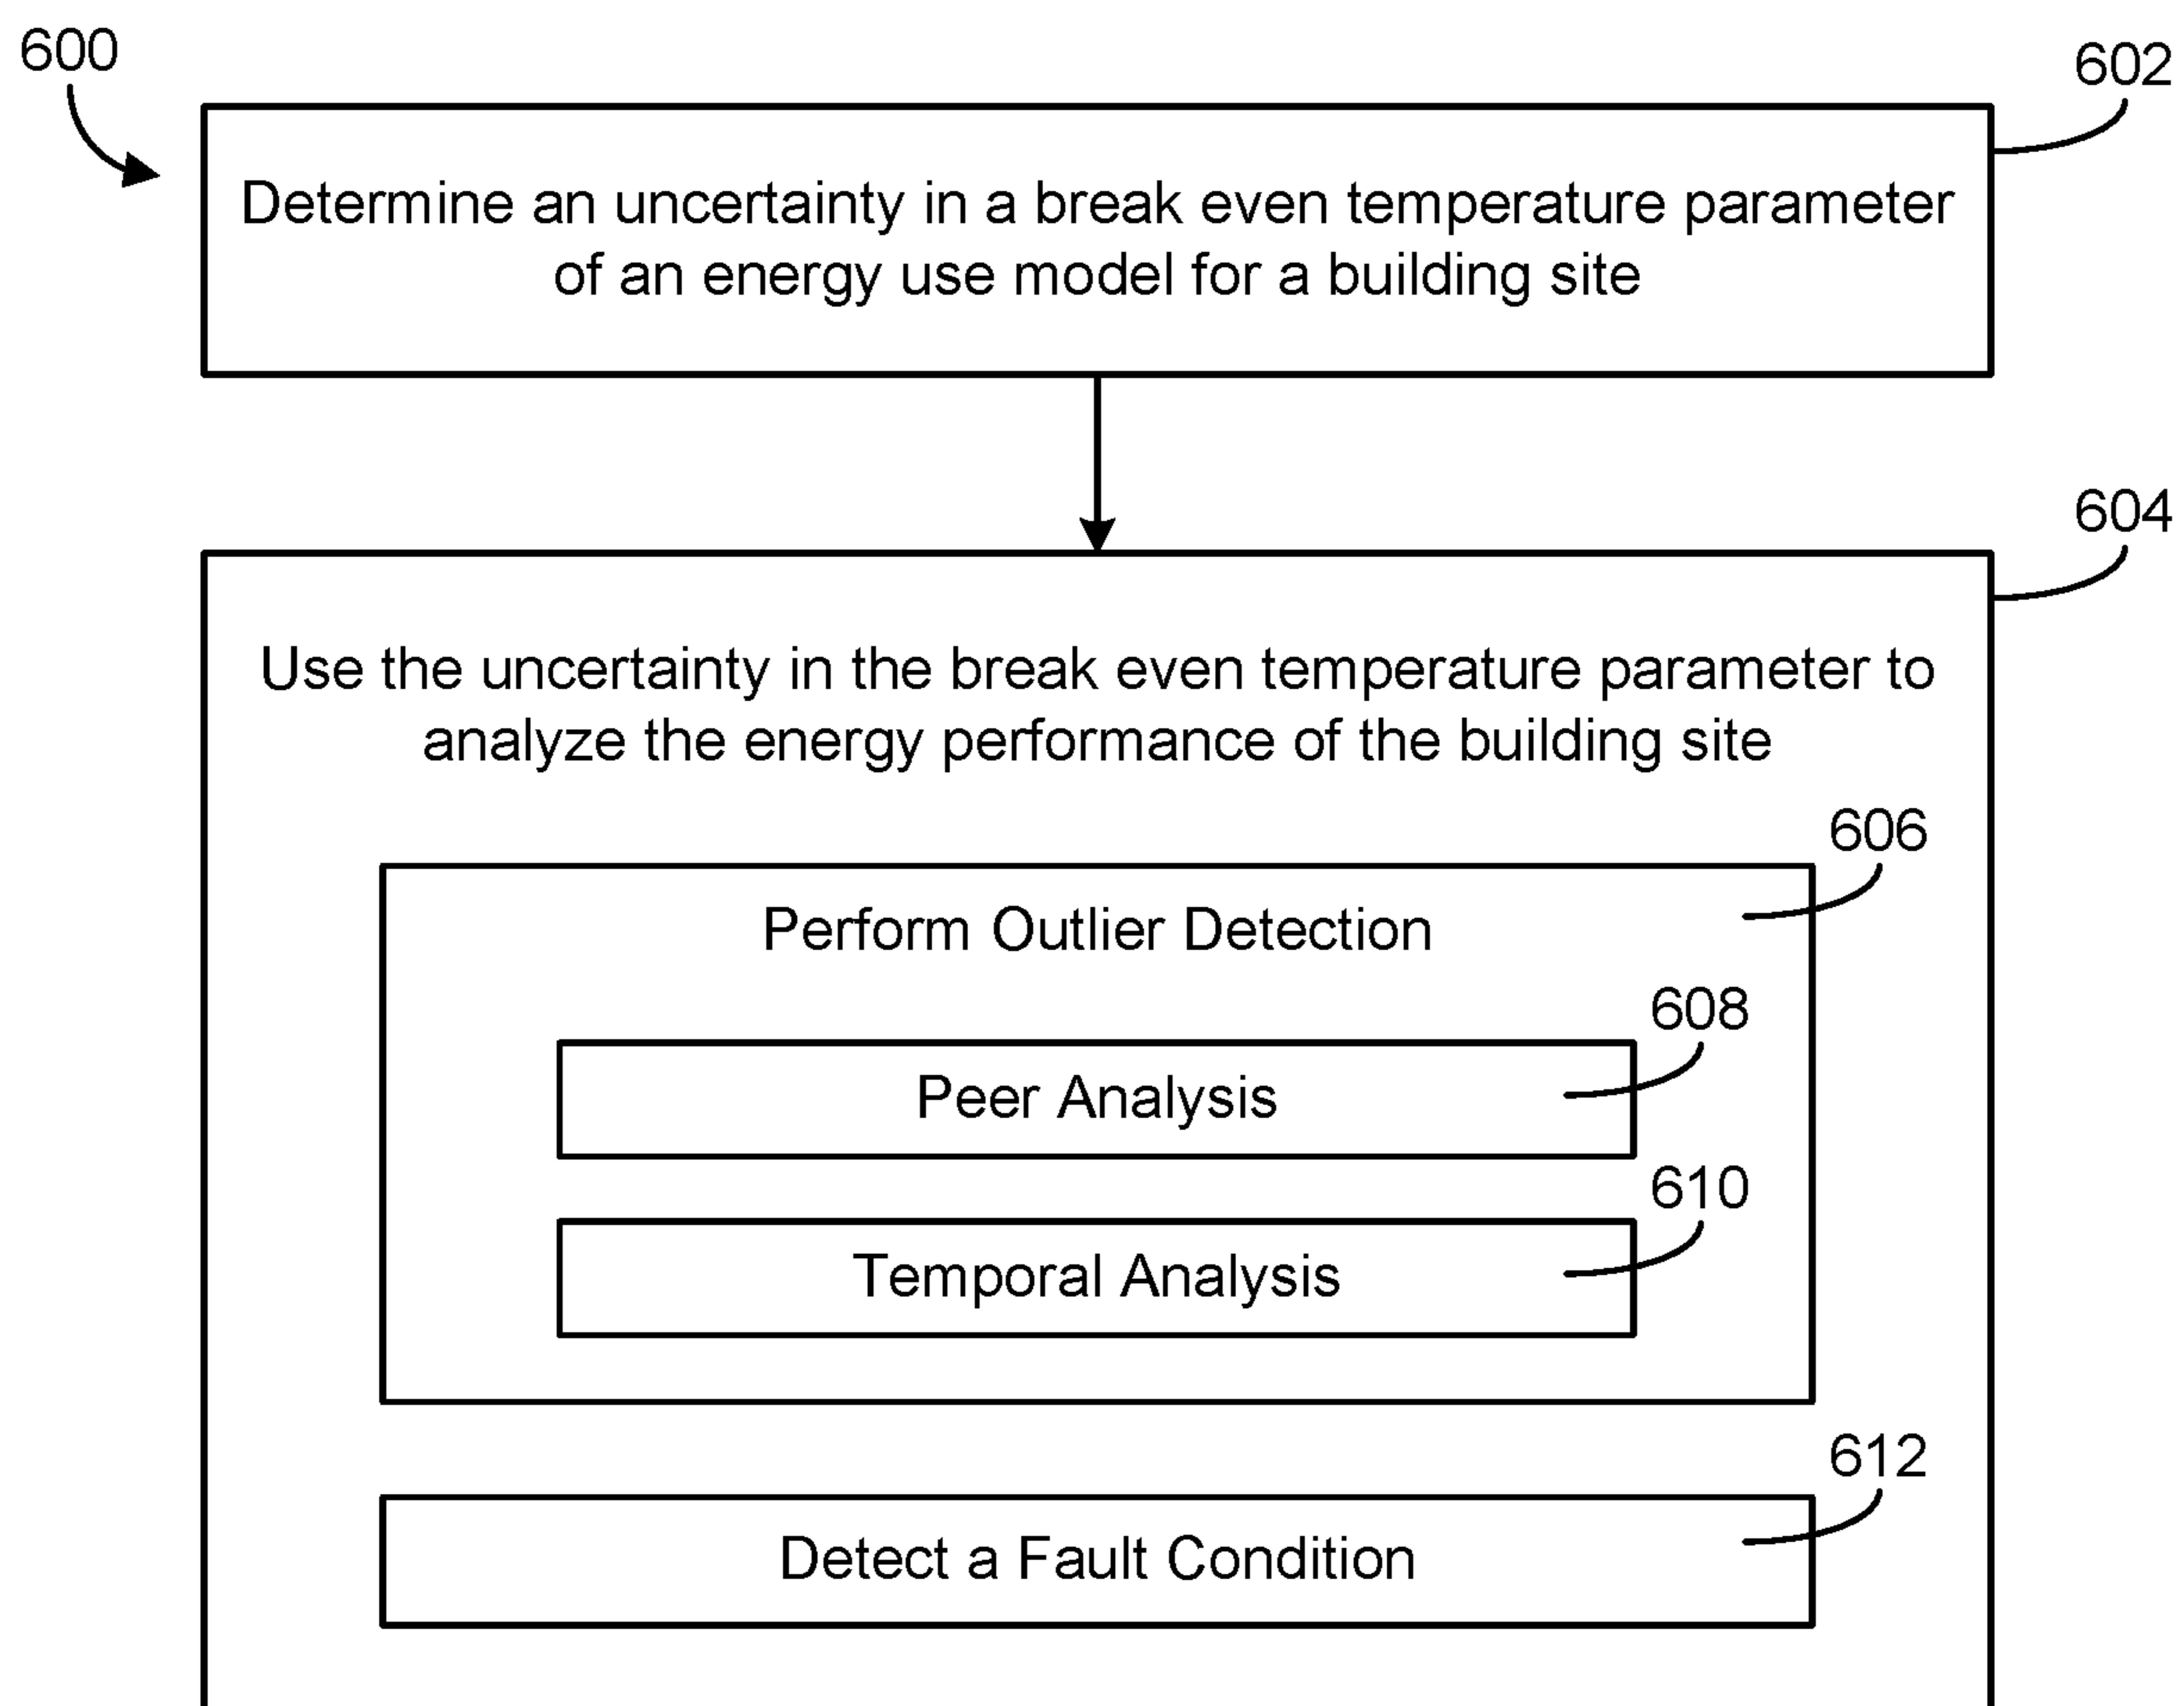 600
602
Determine an uncertainty in a break even temperature parameter
of an energy use model for a building site
604
Use the uncertainty in the break even temperature parameter to
analyze the energy performance of the building site
606
Perform Outlier Detection
608
Peer Analysis
610
Temporal Analysis
612
Detect a Fault Condition